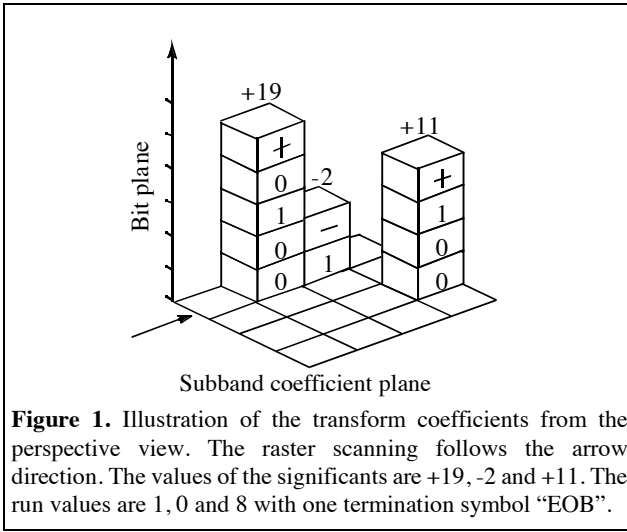 +19
+11
-2
+
0
1
0
0
–
1
+
1
0
0
Bit plane
Subband coefficient plane
Figure 1. Illustration of the transform coefficients from the
perspective view. The raster scanning follows the arrow
direction. The values of the significants are +19, -2 and +11. The
run values are 1, 0 and 8 with one termination symbol “EOB”.